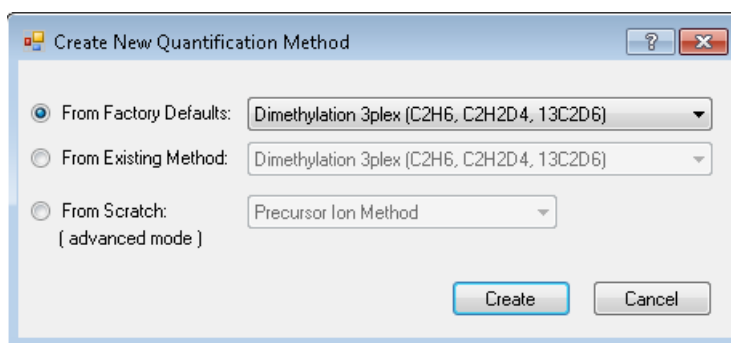 Create New Quantification Method
From Factory Defaults: Dimethylation 3plex (C2H6, C2H2D4, 13C2D6)
From Existing Method: Dimethylation 3plex (C2H6, C2H2D4, 13C2D6)
From Scratch: Precursor Ion Method
( advanced mode )
Create Cancel